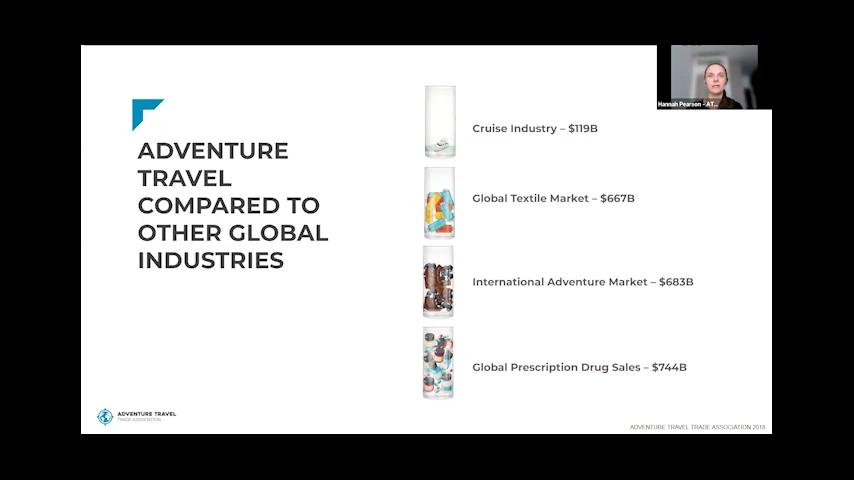 Hannah Pearson - AT...
ADVENTURE
TRAVEL
COMPARED TO
OTHER GLOBAL
INDUSTRIES
Cruise Industry – $119B
Global Textile Market – $667B
International Adventure Market – $683B
Global Prescription Drug Sales – $744B
ADVENTURE TRAVEL
TRADE ASSOCIATION
ADVENTURE TRAVEL TRADE ASSOCIATION 2018